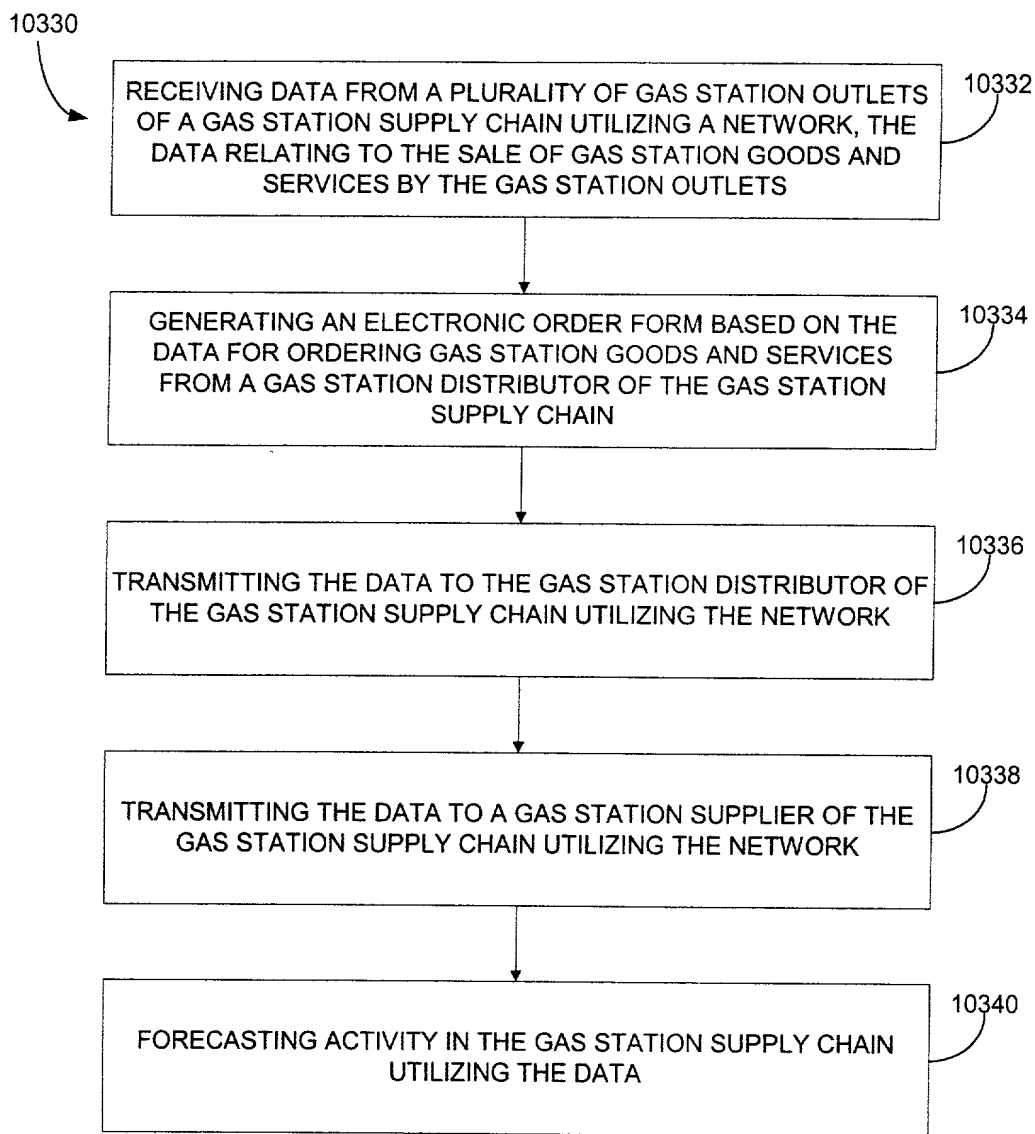 10330
RECEIVING DATA FROM A PLURALITY OF GAS STATION OUTLETS
OF A GAS STATION SUPPLY CHAIN UTILIZING A NETWORK, THE
DATA RELATING TO THE SALE OF GAS STATION GOODS AND
SERVICES BY THE GAS STATION OUTLETS
10332
GENERATING AN ELECTRONIC ORDER FORM BASED ON THE
DATA FOR ORDERING GAS STATION GOODS AND SERVICES
FROM A GAS STATION DISTRIBUTOR OF THE GAS STATION
SUPPLY CHAIN
10334
TRANSMITTING THE DATA TO THE GAS STATION DISTRIBUTOR OF
THE GAS STATION SUPPLY CHAIN UTILIZING THE NETWORK
10336
TRANSMITTING THE DATA TO A GAS STATION SUPPLIER OF THE
GAS STATION SUPPLY CHAIN UTILIZING THE NETWORK
10338
FORECASTING ACTIVITY IN THE GAS STATION SUPPLY CHAIN
UTILIZING THE DATA
10340